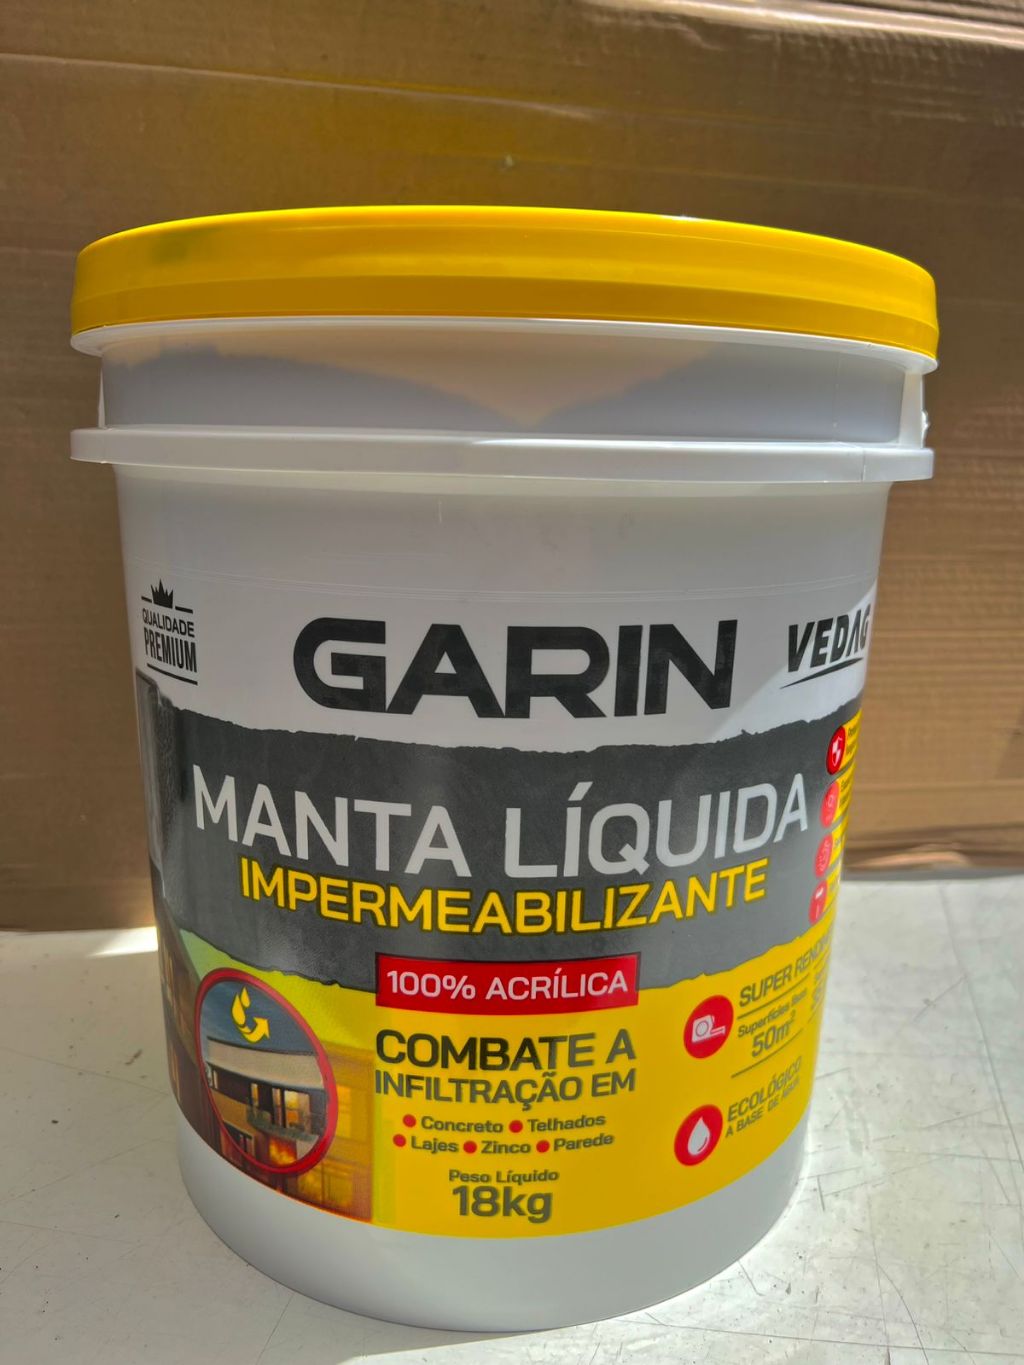 QUALIDADE
PREMIUM
GARIN
VEDAG
MANTA LÍQUIDA
IMPERMEABILIZANTE
100% ACRÍLICA
COMBATE A
INFILTRAÇÃO EM
• Concreto • Telhados
• Lajes • Zinco • Parede
Peso Líquido
18kg
SUPER
Superfícies
50m²
ECOLÓGICO
A BASE DE ÁGUA